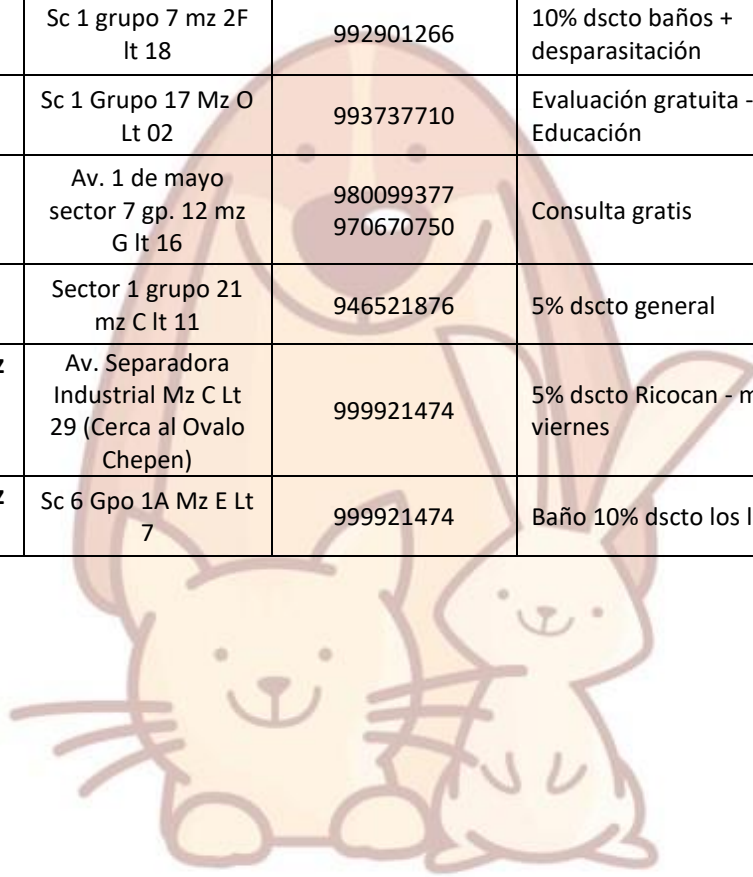 Sc 1 grupo 7 mz 2F
lt 18
992901266
10% dscto baños +
desparasitación
Sc 1 Grupo 17 Mz O
Lt 02
993737710
Evaluación gratuita -
Educación
Av. 1 de mayo
sector 7 gp. 12 mz
G lt 16
980099377
970670750
Consulta gratis
Sector 1 grupo 21
mz C lt 11
946521876
5% dscto general
z
Av. Separadora
Industrial Mz C Lt
29 (Cerca al Ovalo
Chepen)
999921474
5% dscto Ricocan - m
viernes
z
Sc 6 Gpo 1A Mz E Lt
7
999921474
Baño 10% dscto los l